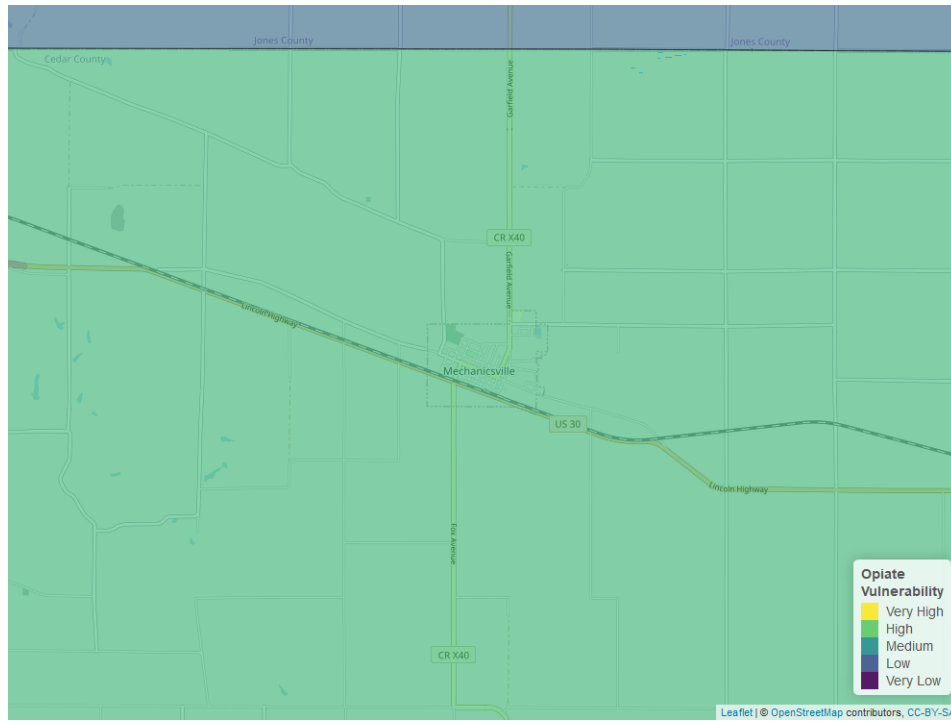 Jones County
Jones County
Cedar County
Garfield Avenue
CR X40
Garfield Avenue
Lincoln Highway
Mechanicsville
US 30
Lincoln Highway
Fox Avenue
CR X40
Opiate
Vulnerability
Very High
High
Medium
Low
Very Low
Leaflet | © OpenStreetMap contributors, CC-BY-SA